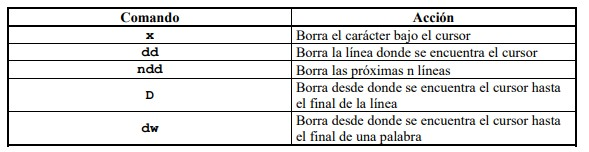 Comando Acción
x Borra el carácter bajo el cursor
dd Borra la línea donde se encuentra el cursor
ndd Borra las próximas n líneas
D Borra desde donde se encuentra el cursor hasta
el final de la línea
dw Borra desde donde se encuentra el cursor hasta
el final de una palabra